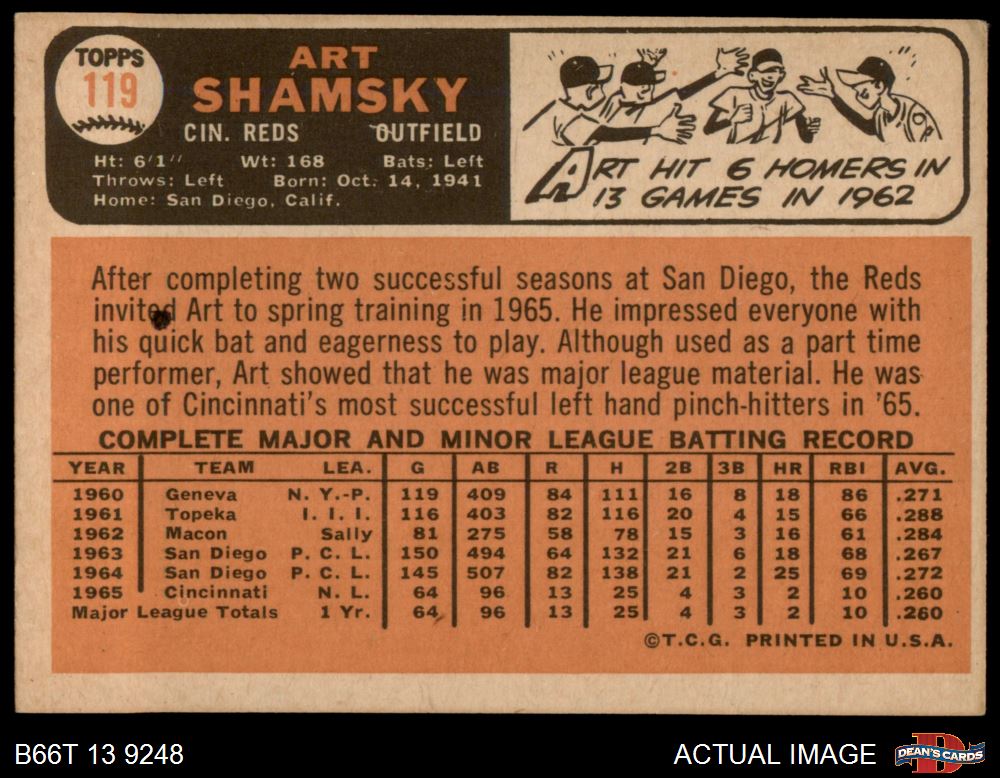 TOPPS
119
ART
SHAMSKY
CIN. REDS OUTFIELD
Ht: 6'1" Wt: 168 Bats: Left
Throws: Left Born: Oct. 14, 1941
Home: San Diego, Calif.
ART HIT 6 HOMERS IN
13 GAMES IN 1962
After completing two successful seasons at San Diego, the Reds
invited Art to spring training in 1965. He impressed everyone with
his quick bat and eagerness to play. Although used as a part time
performer, Art showed that he was major league material. He was
one of Cincinnati's most successful left hand pinch-hitters in '65.
COMPLETE MAJOR AND MINOR LEAGUE BATTING RECORD
YEAR TEAM LEA. G AB R H 2B 3B HR RBI AVG.
1960 Geneva N. Y.-P. 119 409 84 111 16 8 18 86 .271
1961 Topeka I. I. I. 116 403 82 116 20 4 15 66 .288
1962 Macon Sally 81 275 58 78 15 3 16 61 .284
1963 San Diego P. C. L. 150 494 64 132 21 6 18 68 .267
1964 San Diego P. C. L. 145 507 82 138 21 2 25 69 .272
1965 Cincinnati N. L. 64 96 13 25 4 3 2 10 .260
Major League Totals 1 Yr. 64 96 13 25 4 3 2 10 .260
©T.C.G. PRINTED IN U.S.A.
B66T 13 9248 ACTUAL IMAGE DEAN'S CARDS